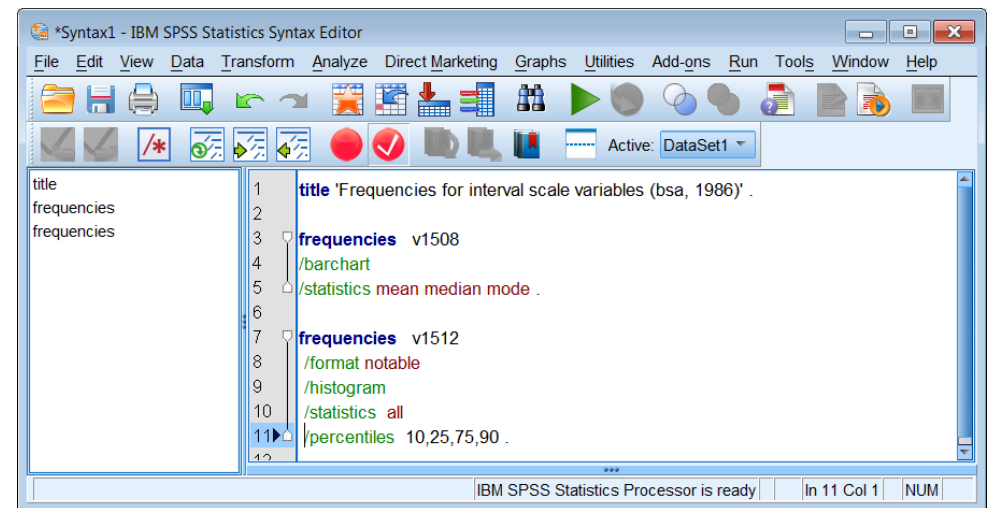 *Syntax1 - IBM SPSS Statistics Syntax Editor
File Edit View Data Transform Analyze Direct Marketing Graphs Utilities Add-ons Run Tools Window Help
/*
Active: DataSet1
title
frequencies
frequencies
1 title 'Frequencies for interval scale variables (bsa, 1986)' .
2
3 frequencies v1508
4 /barchart
5 /statistics mean median mode .
6
7 frequencies v1512
8 /format notable
9 /histogram
10 /statistics all
11 /percentiles 10,25,75,90 .
12
IBM SPSS Statistics Processor is ready In 11 Col 1 NUM